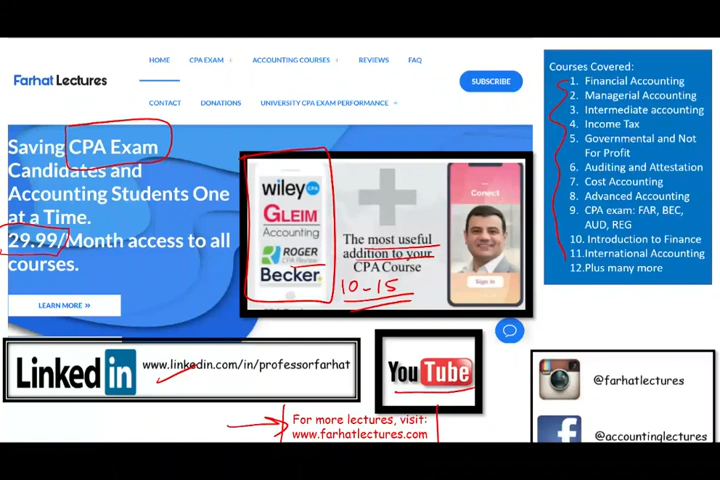 HOME
CPA EXAM
ACCOUNTING COURSES
REVIEWS
FAQ
Farhat Lectures
SUBSCRIBE
CONTACT
DONATIONS
UNIVERSITY CPA EXAM PERFORMANCE
Saving CPA Exam
Candidates and
Accounting Students One
at a Time.
29.99/Month access to all
courses.
LEARN MORE »
wiley CPA
GLEIM
Accounting
ROGER
CPA Review
Becker.
The most useful
addition to your
CPA Course
10-15
Conect
Sign in
Courses Covered:
1. Financial Accounting
2. Managerial Accounting
3. Intermediate accounting
4. Income Tax
5. Governmental and Not
For Profit
6. Auditing and Attestation
7. Cost Accounting
8. Advanced Accounting
9. CPA exam: FAR, BEC,
AUD, REG
10. Introduction to Finance
11. International Accounting
12. Plus many more
Linked in
www.linkedin.com/in/professorfarhat
YouTube
For more lectures, visit:
www.farhatlectures.com
@farhatlectures
@accountinglectures